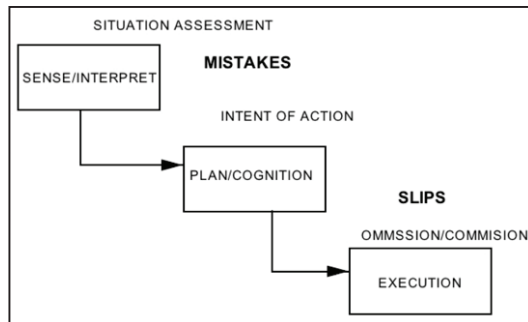 SITUATION ASSESSMENT
SENSE/INTERPRET
MISTAKES
INTENT OF ACTION
PLAN/COGNITION
SLIPS
OMMSSION/COMMISION
EXECUTION